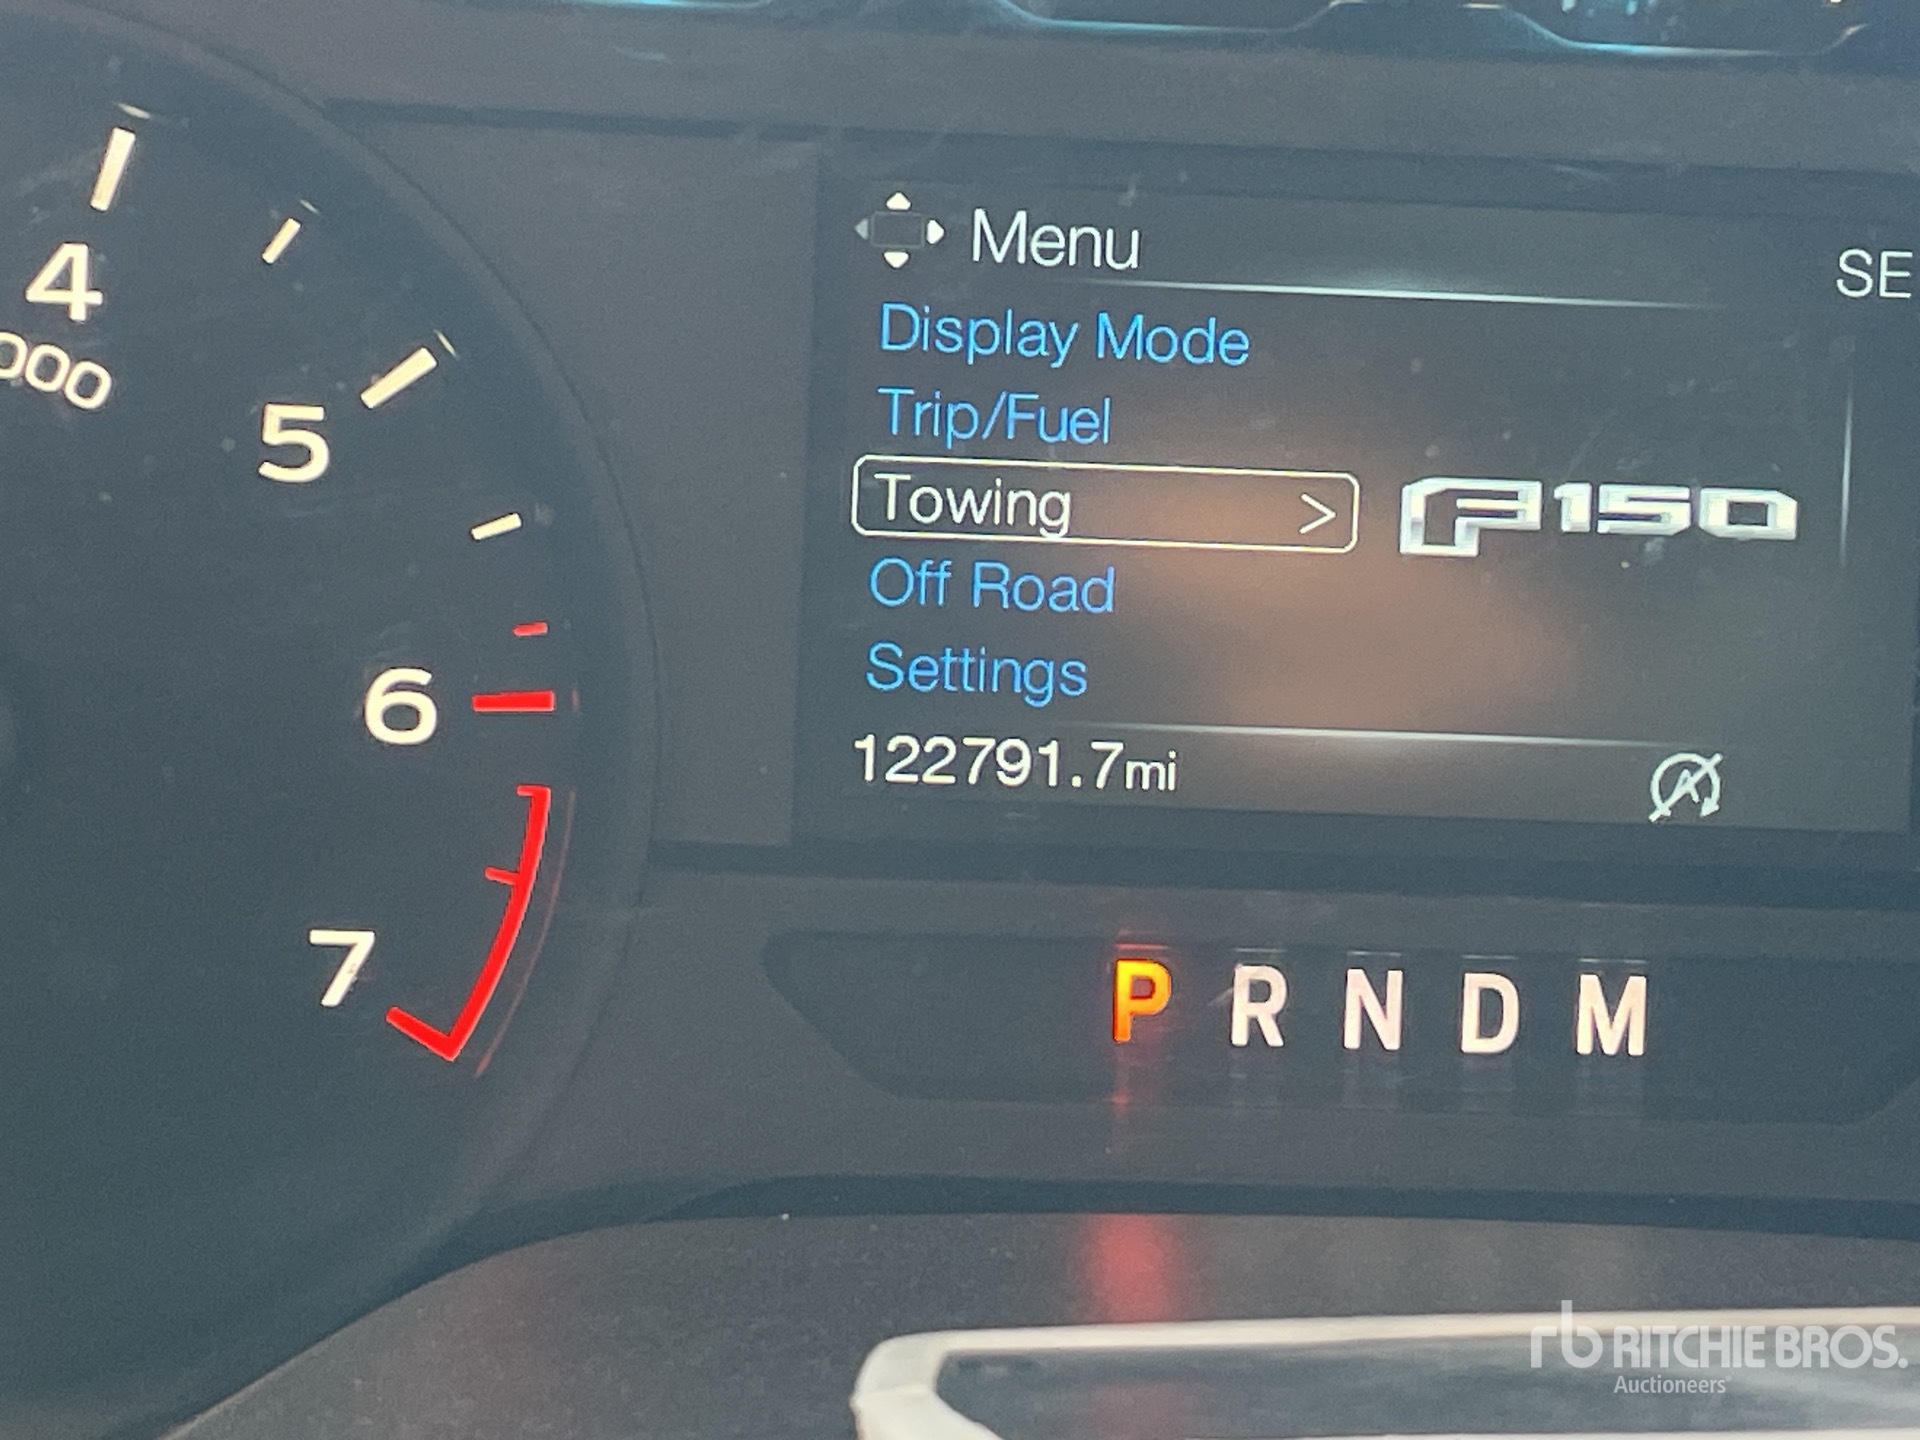 Menu
SE
Display Mode
Trip/Fuel
Towing >
F150
Off Road
Settings
122791.7mi
4
000
5
6
7
P R N D M
rb RITCHIE BROS.
Auctioneers